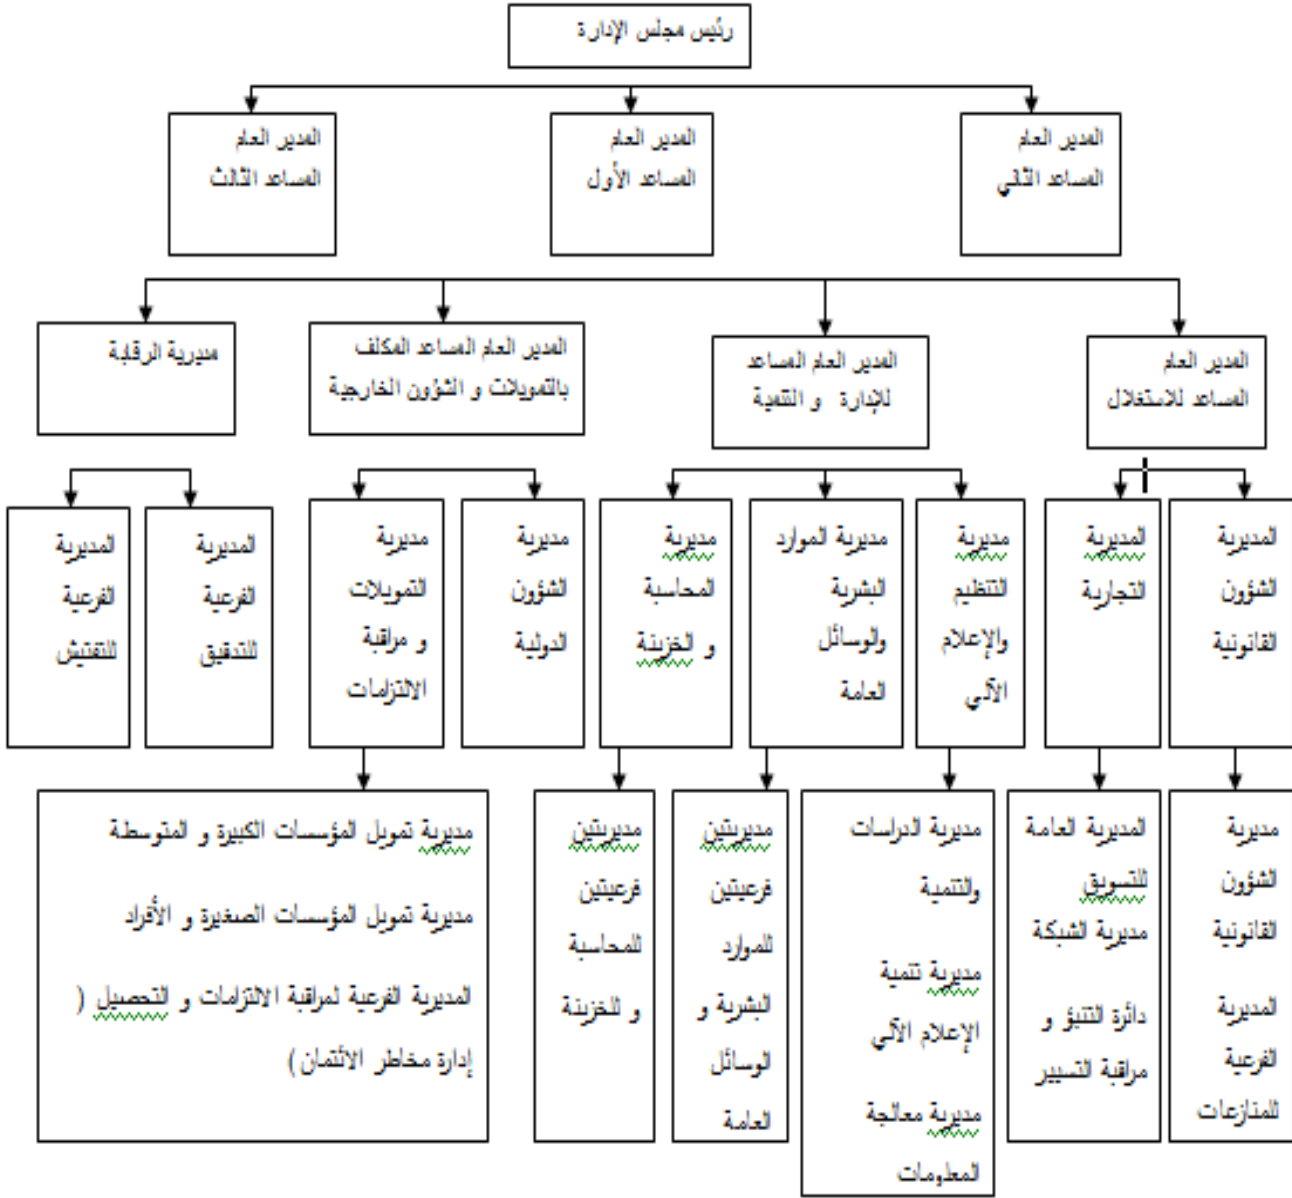 رئيس مجلس الإدارة
المدير العام
المساعد الثاني
المدير العام
المساعد الأول
المدير العام
المساعد الثالث
المدير العام
المساعد للاستغلال
المدير العام المساعد
للإدارة و التنمية
المدير العام المساعد المكلف
بالتمويلات و الشؤون الخارجية
مديرية الرقابة
المديرية
الشؤون
القانونية
المديرية
التجارية
مديرية
التنظيم
والإعلام
الآلي
مديرية الموارد
البشرية
والوسائل
العامة
مديرية
المحاسبة
و الخزينة
مديرية
الشؤون
الدولية
مديرية
التمويلات
و مراقبة
الالتزامات
المديرية
الفرعية
للتدقيق
المديرية
الفرعية
للتفتيش
مديرية
الشؤون
القانونية
المديرية
الفرعية
للمنازعات
المديرية العامة
للتسويق
مديرية الشبكة
دائرة التنبؤ و
مراقبة التسيير
مديرية الدراسات
والتنمية
مديرية تنمية
الإعلام الآلي
مديرية معالجة
المعلومات
مديريتين
فرعيتين
للموارد
البشرية و
الوسائل
العامة
مديريتين
فرعيتين
للمحاسبة
و للخزينة
مديرية تمويل المؤسسات الكبيرة و المتوسطة
مديرية تمويل المؤسسات الصغيرة و الأفراد
المديرية الفرعية لمراقبة الالتزامات و التحصيل (
إدارة مخاطر الائتمان)